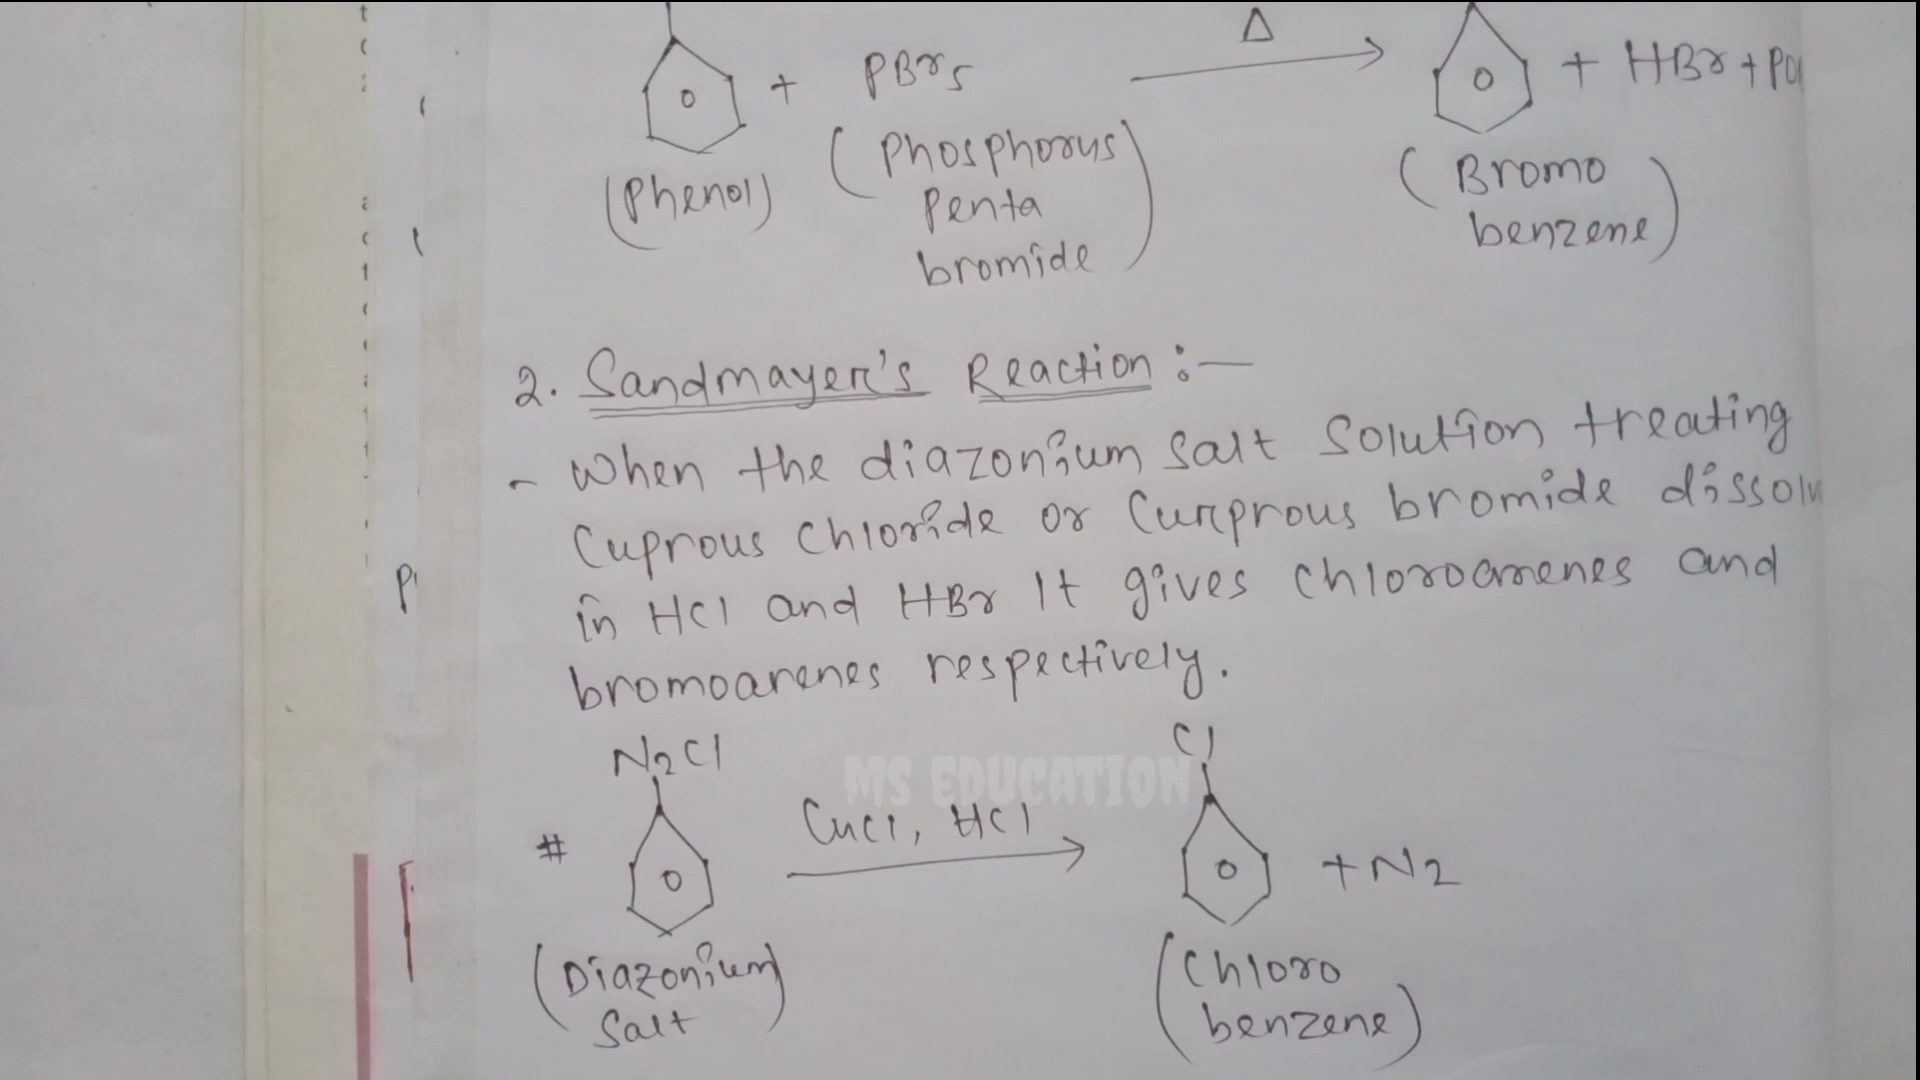 + PBr5 Δ + HBr + PO
(Phenol) (Phosphorus Penta bromide) (Bromo benzene)
2. Sandmayer's Reaction :-
- When the diazonium salt solution treating
Cuprous chloride or Curprous bromide dissolv
in HCl and HBr It gives chloroarenes and
bromoarenes respectively.
N2Cl Cl
MS EDUCATION
# CuCl, HCl + N2
(Diazonium salt) (Chloro benzene)